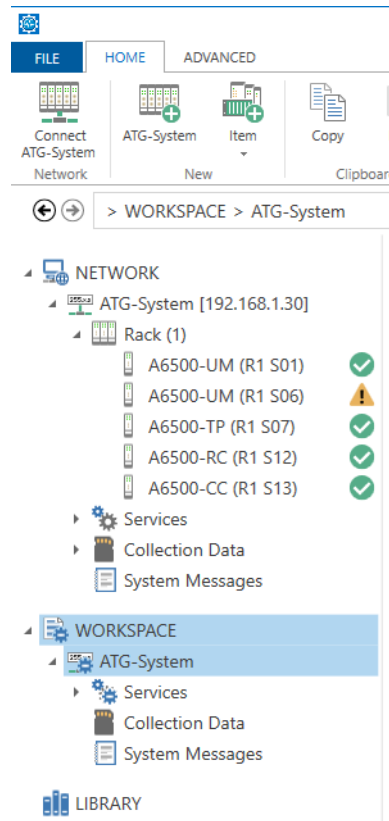 FILE HOME ADVANCED
Connect ATG-System Item Copy
ATG-System
Network New Clipboar
> WORKSPACE > ATG-System
NETWORK
ATG-System [192.168.1.30]
Rack (1)
A6500-UM (R1 S01)
A6500-UM (R1 S06)
A6500-TP (R1 S07)
A6500-RC (R1 S12)
A6500-CC (R1 S13)
Services
Collection Data
System Messages
WORKSPACE
ATG-System
Services
Collection Data
System Messages
LIBRARY